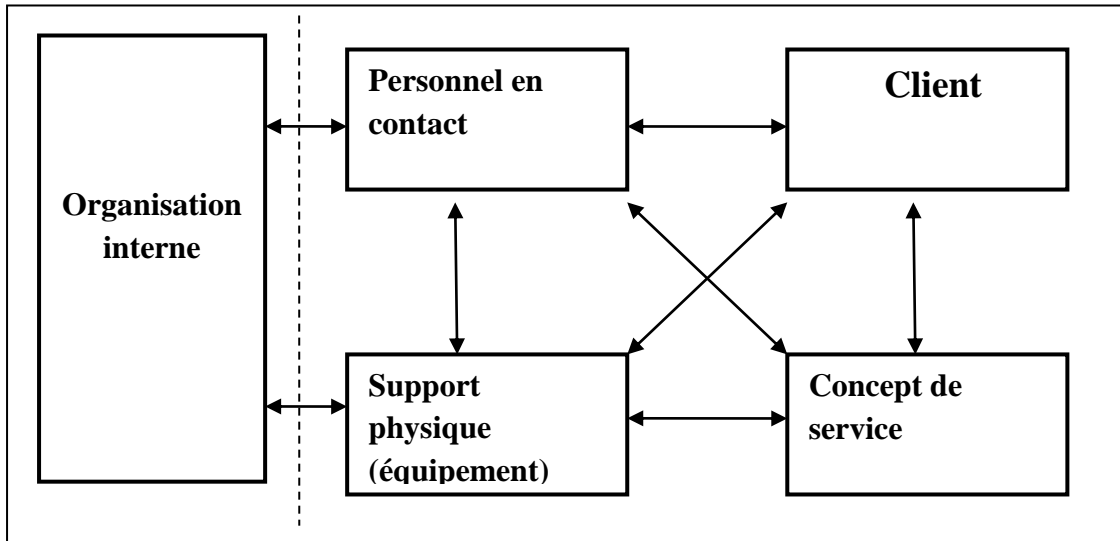 Organisation
interne
Personnel en
contact
Client
Support
physique
(équipement)
Concept de
service